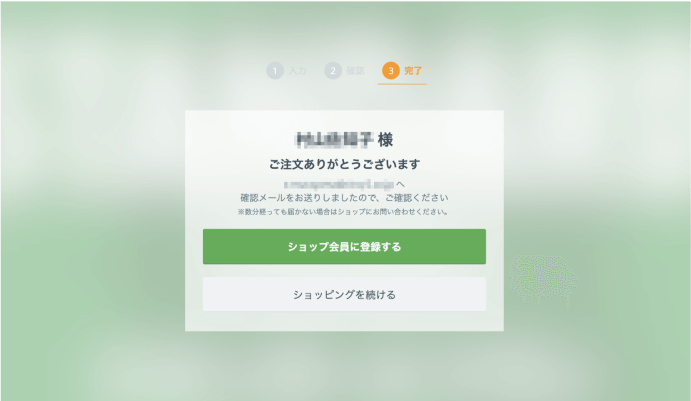 1 入力 2 確認 3 完了
様
ご注文ありがとうございます
へ
確認メールをお送りしましたので、ご確認ください
※数分経っても届かない場合はショップにお問い合わせください。
ショップ会員に登録する
ショッピングを続ける